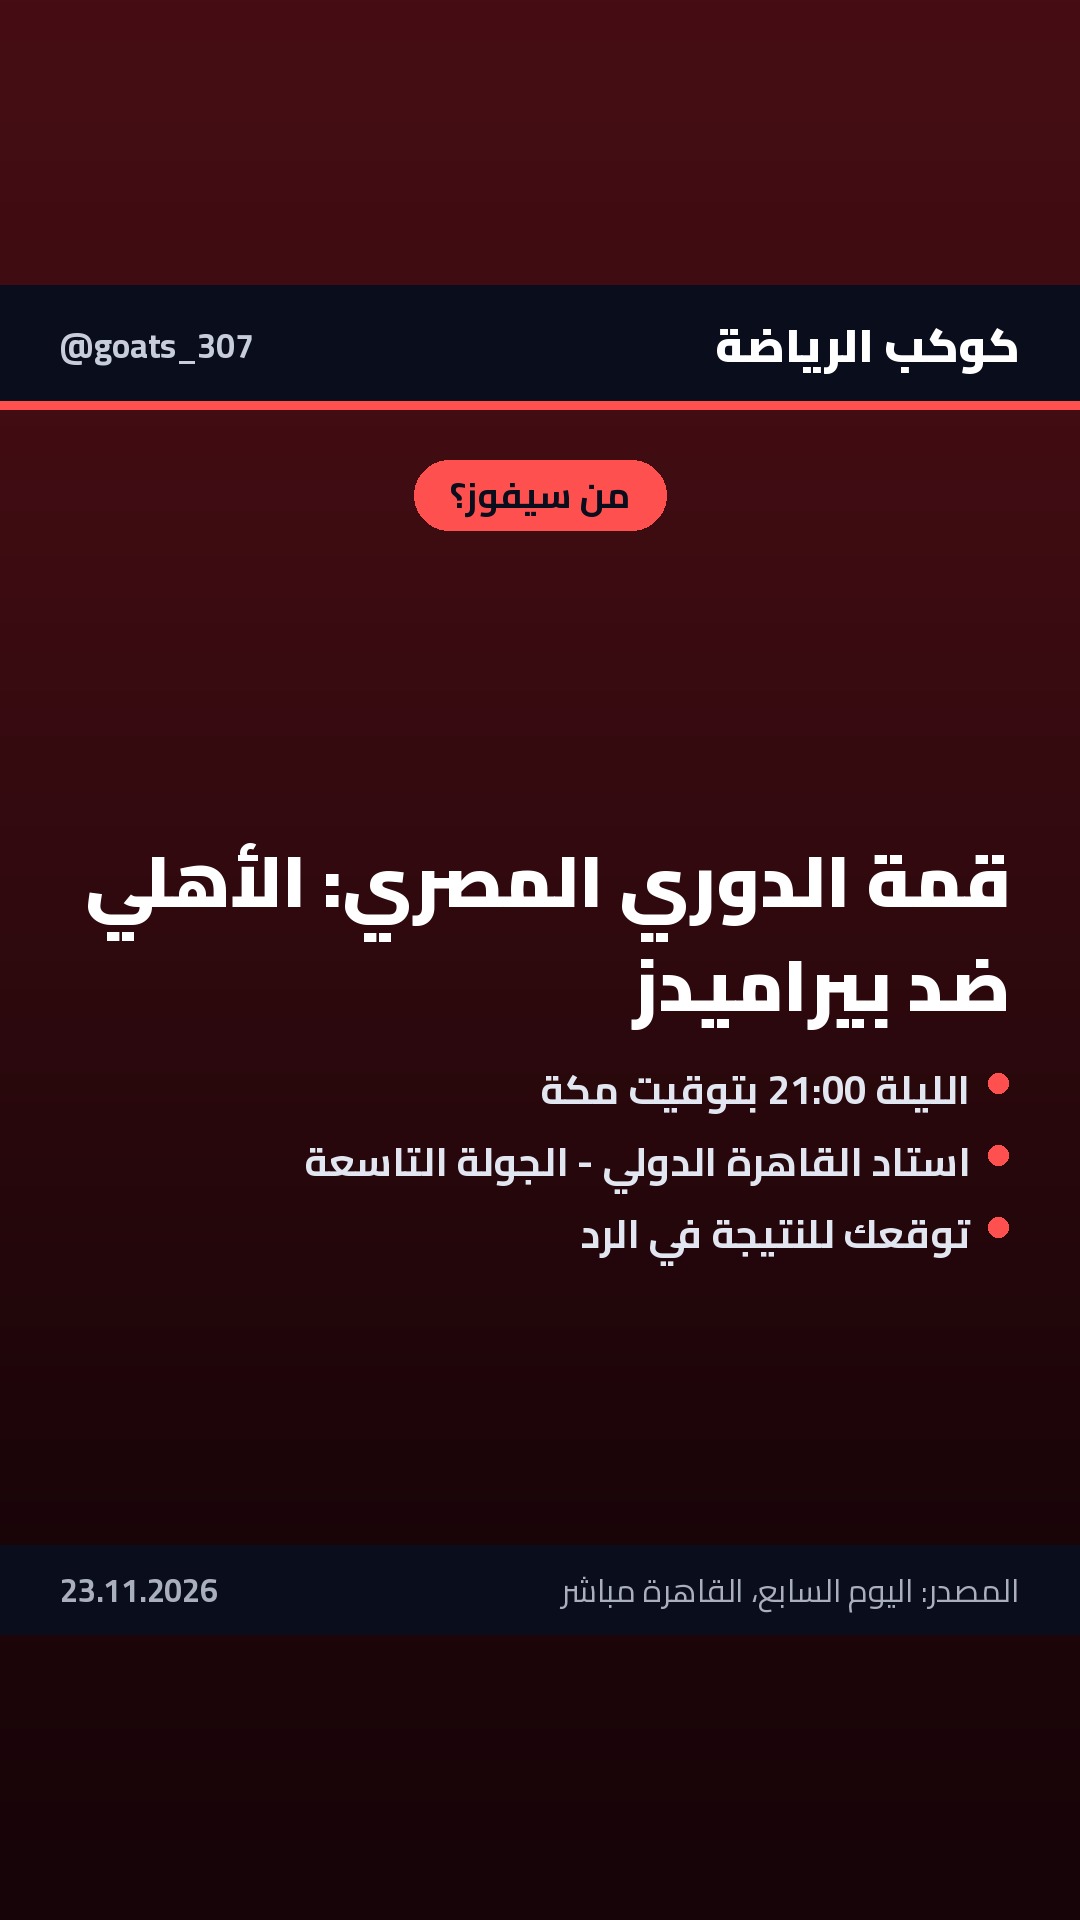 كوكب الرياضة
@goats_307
من سيفوز؟
قمة الدوري المصري: الأهلي
ضد بيراميدز
الليلة 21:00 بتوقيت مكة
استاد القاهرة الدولي - الجولة التاسعة
توقعك للنتيجة في الرد
المصدر: اليوم السابع، القاهرة مباشر
23.11.2026